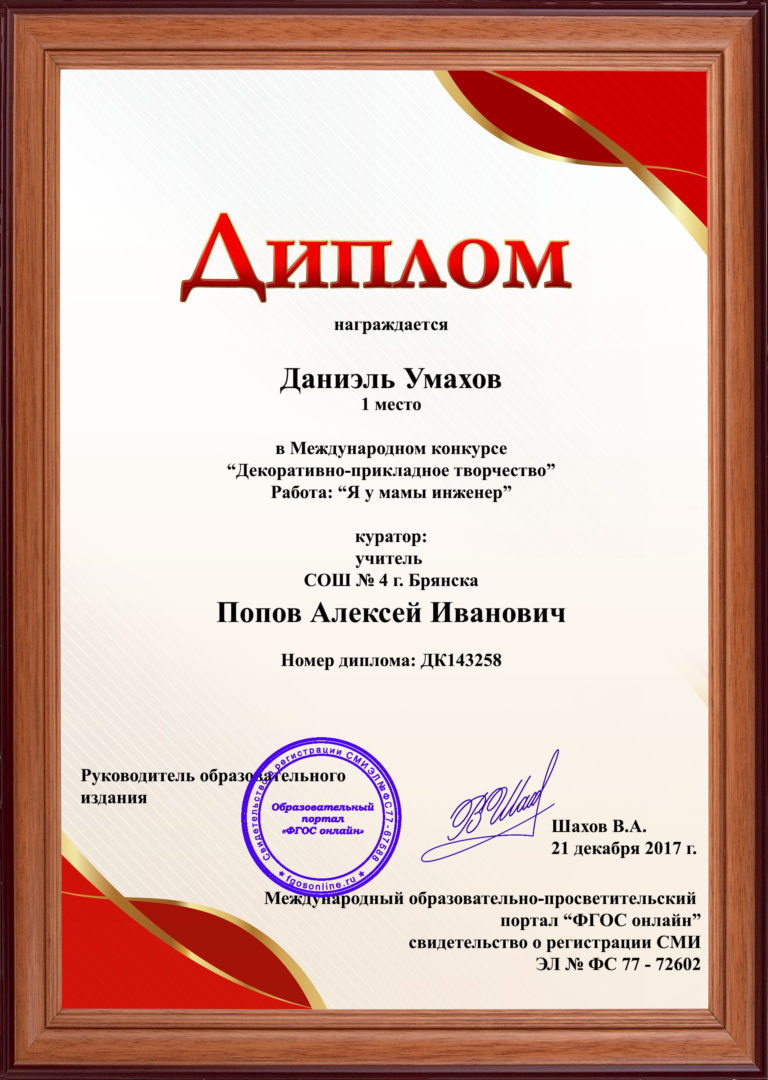 Диплом
награждается
Даниэль Умахов
1 место
в Международном конкурсе
“Декоративно-прикладное творчество”
Работа: “Я у мамы инженер”
куратор:
учитель
СОШ № 4 г. Брянска
Попов Алексей Иванович
Номер диплома: ДК143258
Руководитель образовательного
издания
Свидетельство о регистрации СМИ ЭЛ № ФС 77 - 67588
Образовательный
портал
«ФГОС онлайн»
★ fgosonline.ru ★
ВШах
Шахов В.А.
21 декабря 2017 г.
Международный образовательно-просветительский
портал “ФГОС онлайн”
свидетельство о регистрации СМИ
ЭЛ № ФС 77 - 72602